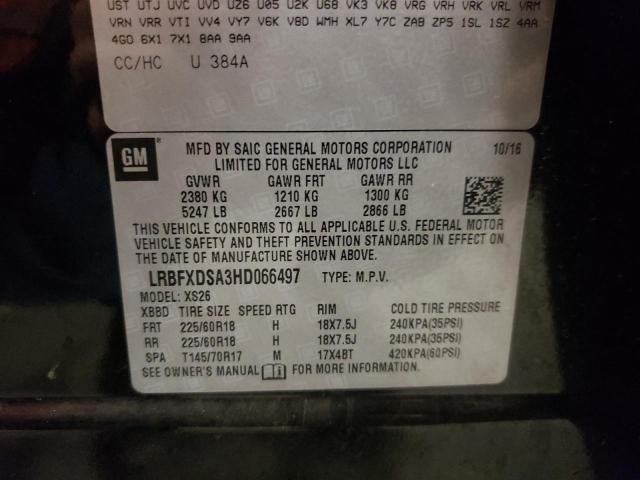 UST UTJ UVC UVD U26 U05 U2K U68 VK3 VK8 VRG VRH VRK VRL VRM
VRN VRR VTI VV4 VY7 V6K V8D WMH XL7 Y7C ZAB ZP5 1SL 1SZ 4AA
4GO 6X1 7X1 8AA 9AA
CC/HC U 384A
GM
MFD BY SAIC GENERAL MOTORS CORPORATION 10/16
LIMITED FOR GENERAL MOTORS LLC
GVWR GAWR FRT GAWR RR
2380 KG 1210 KG 1300 KG
5247 LB 2667 LB 2866 LB
THIS VEHICLE CONFORMS TO ALL APPLICABLE U.S. FEDERAL MOTOR
VEHICLE SAFETY AND THEFT PREVENTION STANDARDS IN EFFECT ON
THE DATE OF MANUFACTURE SHOWN ABOVE.
LRBFXDSA3HD066497 TYPE: M.P.V.
MODEL: XS26
XBBD TIRE SIZE SPEED RTG RIM COLD TIRE PRESSURE
FRT 225/60R18 H 18X7.5J 240KPA(35PSI)
RR 225/60R18 H 18X7.5J 240KPA(35PSI)
SPA T145/70R17 M 17X4BT 420KPA(60PSI)
SEE OWNER'S MANUAL FOR MORE INFORMATION.